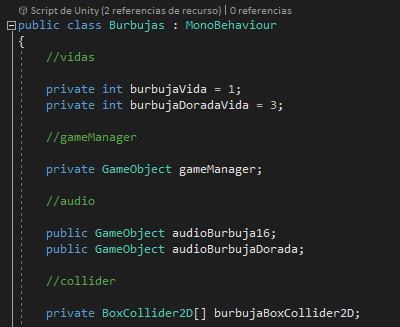 Script de Unity (2 referencias de recurso) | 0 referencias
public class Burbujas : MonoBehaviour
{
//vidas
private int burbujaVida = 1;
private int burbujaDoradaVida = 3;
//gameManager
private GameObject gameManager;
//audio
public GameObject audioBurbuja16;
public GameObject audioBurbujaDorada;
//collider
private BoxCollider2D[] burbujaBoxCollider2D;